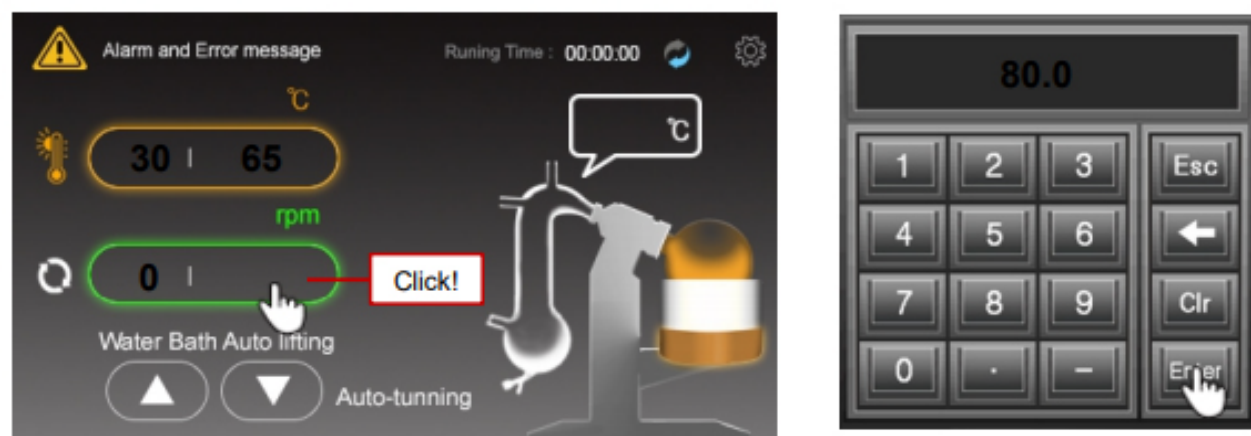 Alarm and Error message
Runing Time : 00:00:00
℃
30 | 65
℃
rpm
0 |
Click!
Water Bath Auto lifting
Auto-tunning
80.0
1 2 3 Esc
4 5 6
7 8 9 Clr
0 . - Enter